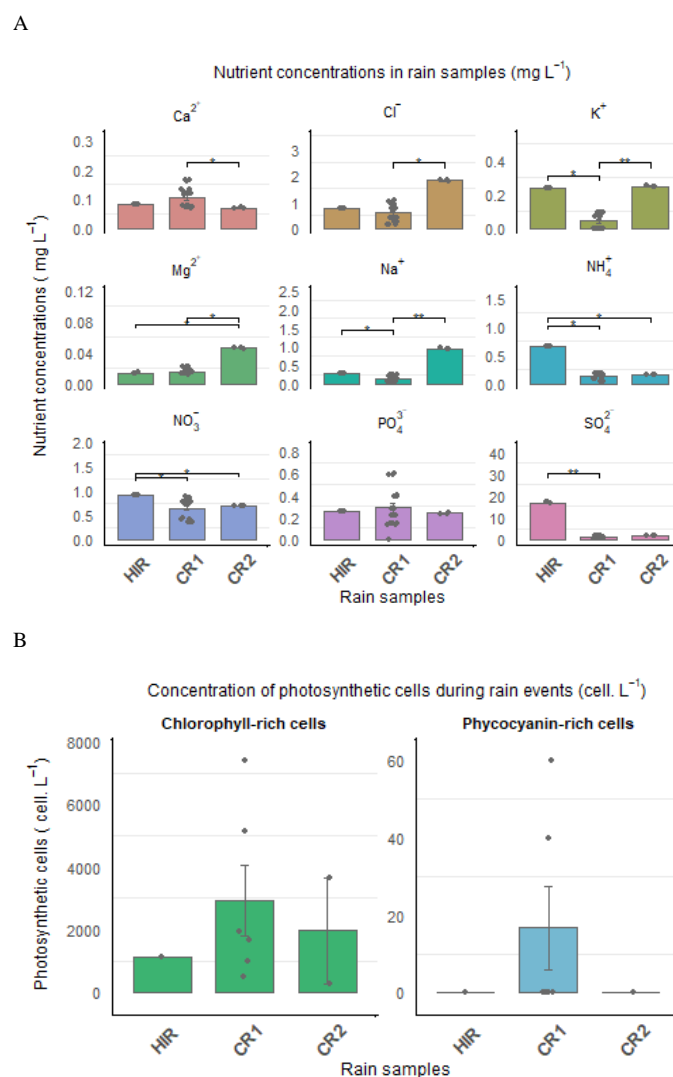 A
Nutrient concentrations in rain samples (mg L⁻¹)
Ca²⁺ Cl⁻ K⁺
0.3 0.2 0.1 0.0
3 2 1 0
0.4 0.2 0.0
* * * **
Mg²⁺ Na⁺ NH₄⁺
0.12 0.08 0.04 0.00
2.5 2.0 1.5 1.0 0.5 0.0
1.5 1.0 0.5 0.0
* * * ** * *
NO₃⁻ PO₄³⁻ SO₄²⁻
2.0 1.5 1.0 0.5 0.0
0.8 0.6 0.4 0.2 0.0
40 30 20 10 0
* * **
Nutrient concentrations ( mg L⁻¹)
HIR CR1 CR2 HIR CR1 CR2 HIR CR1 CR2
Rain samples
B
Concentration of photosynthetic cells during rain events (cell. L⁻¹)
Chlorophyll-rich cells Phycocyanin-rich cells
Photosynthetic cells ( cell. L⁻¹)
8000 6000 4000 2000 0
60 40 20 0
HIR CR1 CR2 HIR CR1 CR2
Rain samples